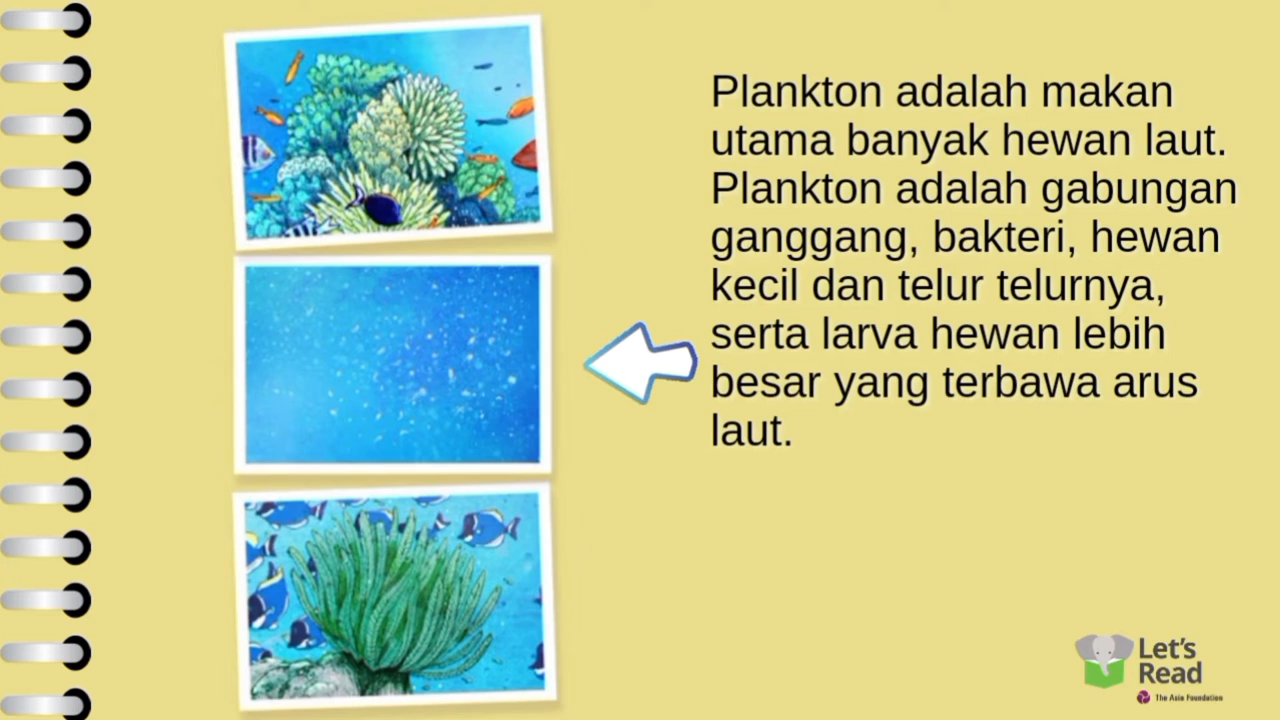 Plankton adalah makan
utama banyak hewan laut.
Plankton adalah gabungan
ganggang, bakteri, hewan
kecil dan telur telurnya,
serta larva hewan lebih
besar yang terbawa arus
laut.
Let's
Read
The Asia Foundation